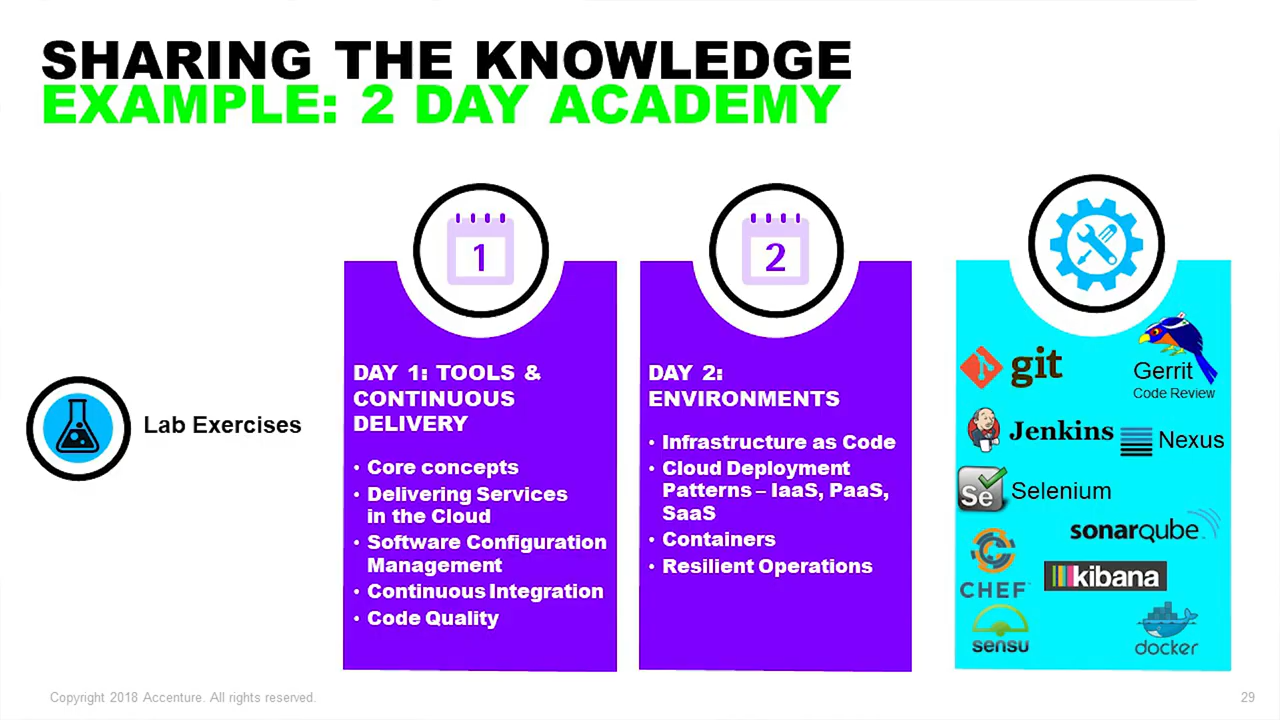 SHARING THE KNOWLEDGE
EXAMPLE: 2 DAY ACADEMY
Lab Exercises
1
DAY 1: TOOLS &
CONTINUOUS
DELIVERY
• Core concepts
• Delivering Services
in the Cloud
• Software Configuration
Management
• Continuous Integration
• Code Quality
2
DAY 2:
ENVIRONMENTS
• Infrastructure as Code
• Cloud Deployment
Patterns – IaaS, PaaS,
SaaS
• Containers
• Resilient Operations
git
Gerrit
Code Review
Jenkins
Nexus
Se
Selenium
sonarqube
CHEF
kibana
sensu
docker
Copyright 2018 Accenture. All rights reserved.
29